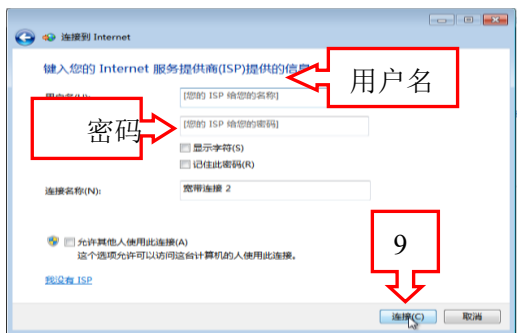 连接到 Internet
键入您的 Internet 服务提供商(ISP)提供的信息
用户名
用户名(U):
[您的 ISP 给您的名称]
密码
[您的 ISP 给您的密码]
显示字符(S)
记住此密码(R)
连接名称(N):
宽带连接 2
允许其他人使用此连接(A)
这个选项允许可以访问这台计算机的人使用此连接。
9
我没有 ISP
连接(C)
取消